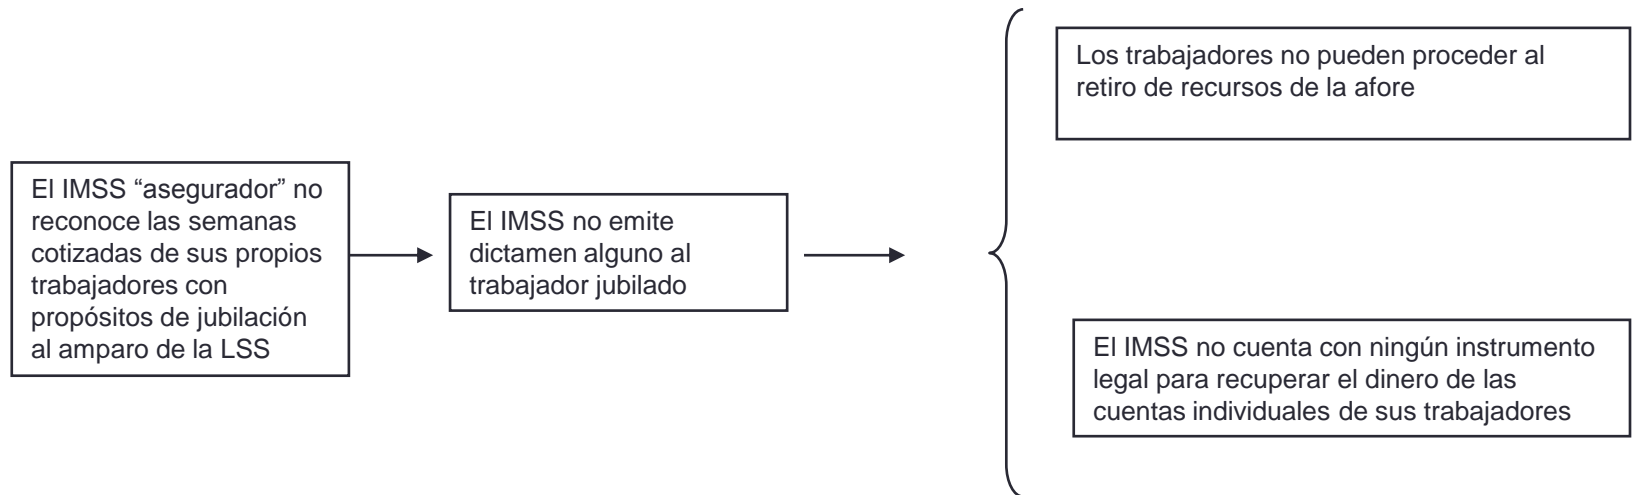 El IMSS “asegurador” no
reconoce las semanas
cotizadas de sus propios
trabajadores con
propósitos de jubilación
al amparo de la LSS
El IMSS no emite
dictamen alguno al
trabajador jubilado
Los trabajadores no pueden proceder al
retiro de recursos de la afore
El IMSS no cuenta con ningún instrumento
legal para recuperar el dinero de las
cuentas individuales de sus trabajadores